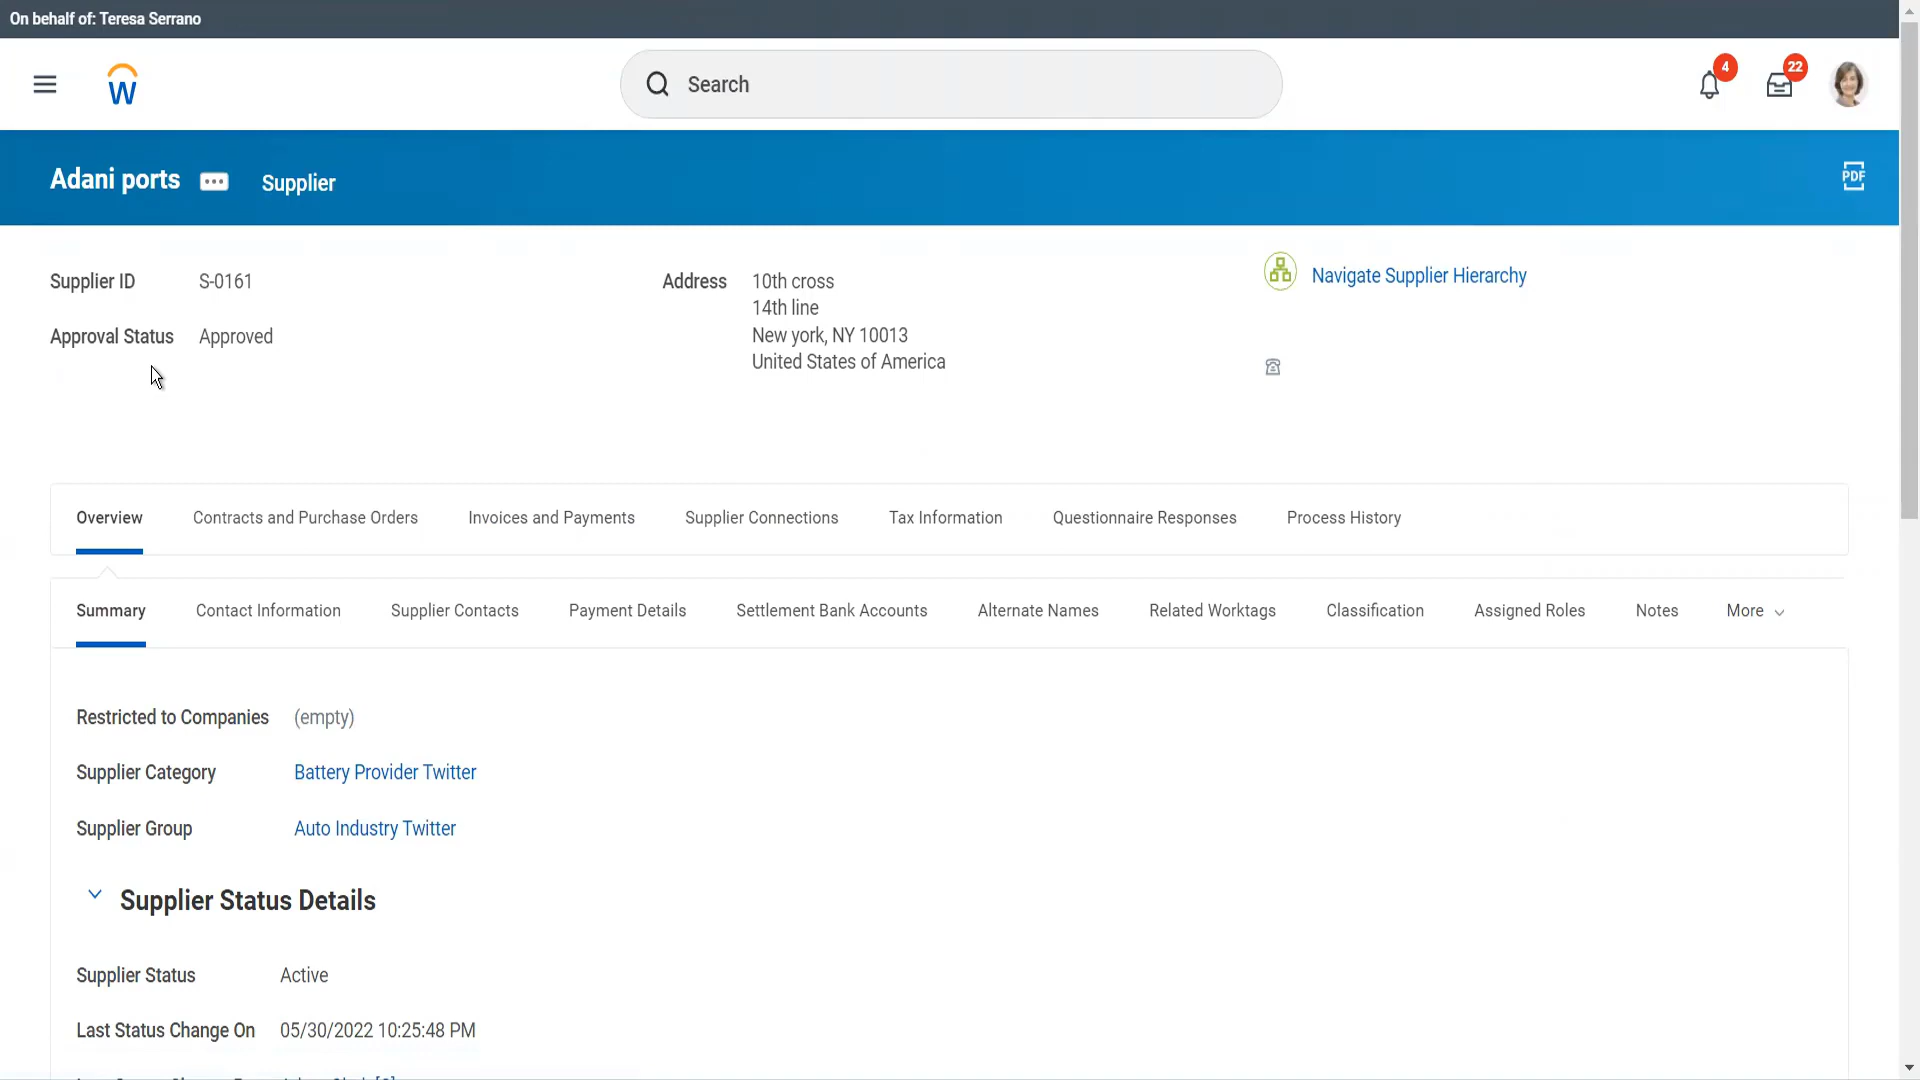 On behalf of: Teresa Serrano
W
Search
4
22
Adani ports
Supplier
PDF
Supplier ID S-0161
Approval Status Approved
Address 10th cross
14th line
New york, NY 10013
United States of America
Navigate Supplier Hierarchy
Overview Contracts and Purchase Orders Invoices and Payments Supplier Connections Tax Information Questionnaire Responses Process History
Summary Contact Information Supplier Contacts Payment Details Settlement Bank Accounts Alternate Names Related Worktags Classification Assigned Roles Notes More
Restricted to Companies (empty)
Supplier Category Battery Provider Twitter
Supplier Group Auto Industry Twitter
Supplier Status Details
Supplier Status Active
Last Status Change On 05/30/2022 10:25:48 PM